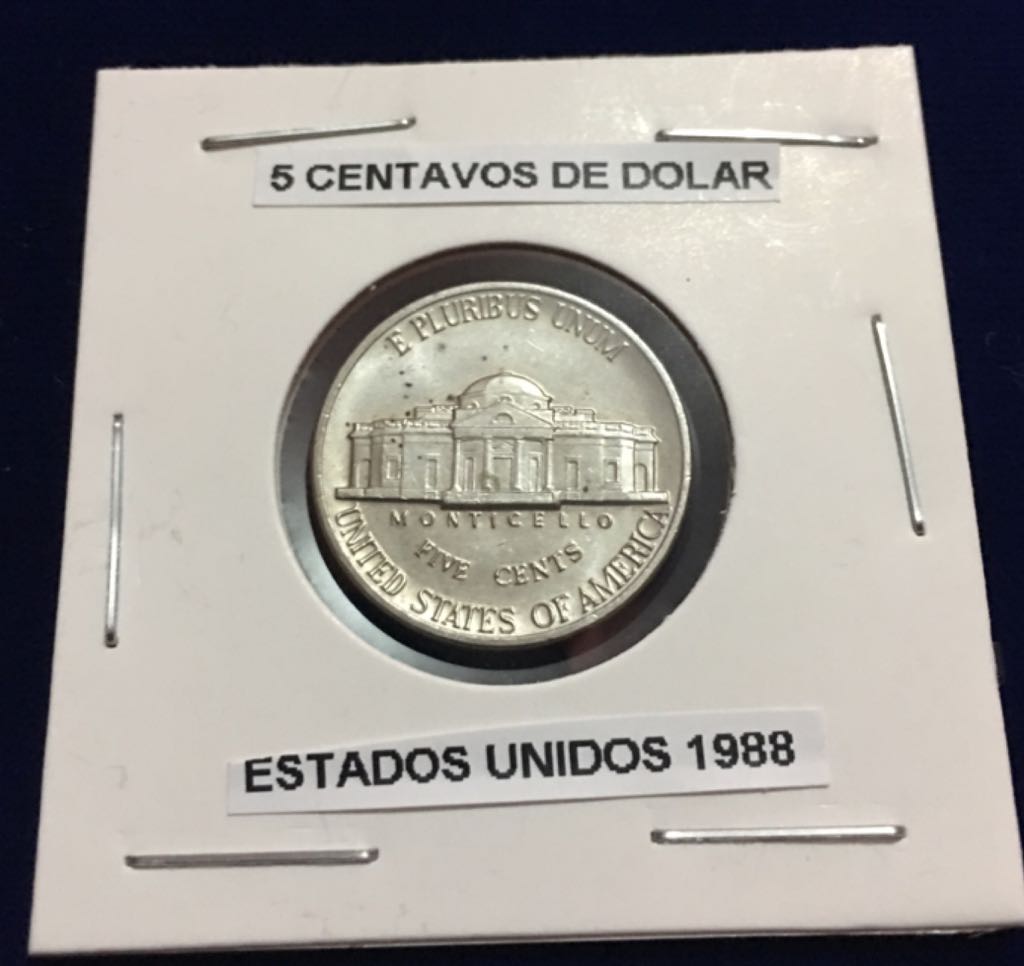 5 CENTAVOS DE DOLAR
E PLURIBUS UNUM
MONTICELLO
FIVE CENTS
UNITED STATES OF AMERICA
ESTADOS UNIDOS 1988